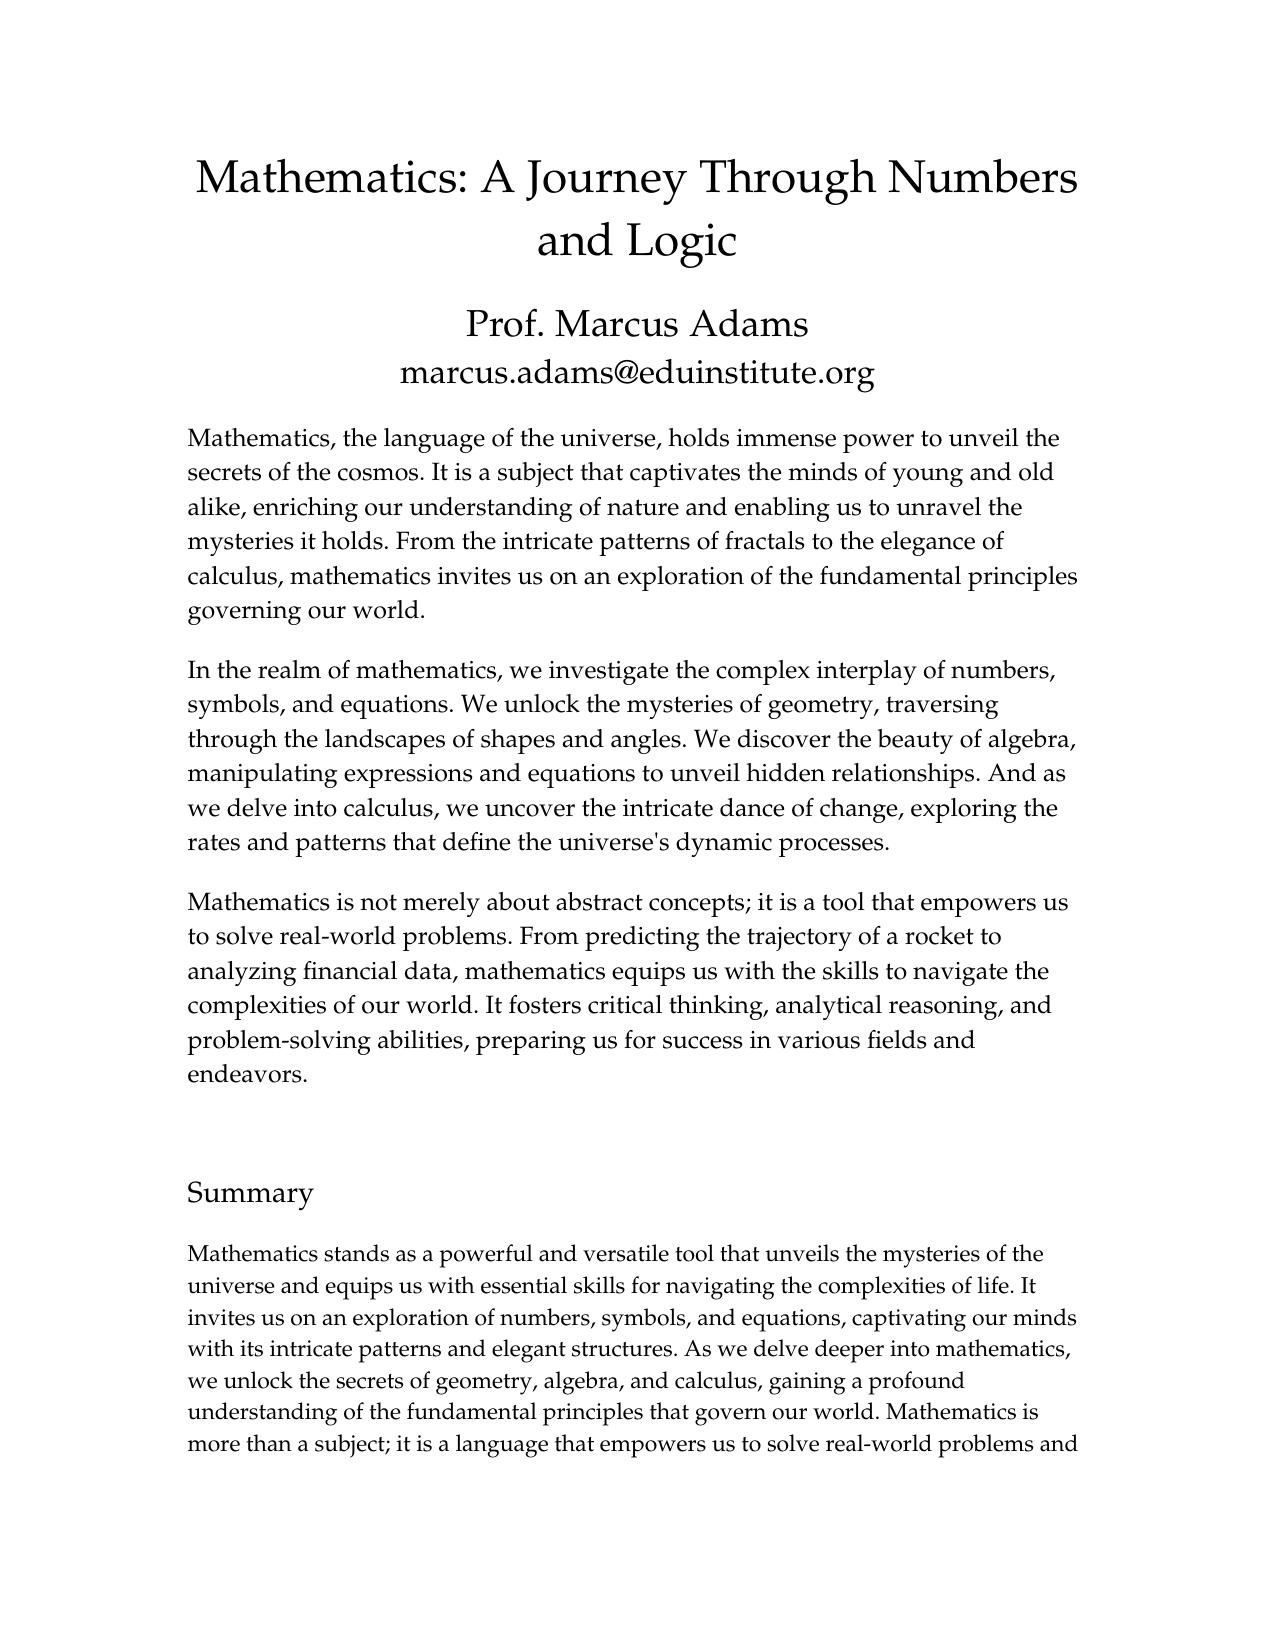 Mathematics: A Journey Through Numbers
and Logic
Prof. Marcus Adams
marcus.adams@eduinstitute.org
Mathematics, the language of the universe, holds immense power to unveil the
secrets of the cosmos. It is a subject that captivates the minds of young and old
alike, enriching our understanding of nature and enabling us to unravel the
mysteries it holds. From the intricate patterns of fractals to the elegance of
calculus, mathematics invites us on an exploration of the fundamental principles
governing our world.
In the realm of mathematics, we investigate the complex interplay of numbers,
symbols, and equations. We unlock the mysteries of geometry, traversing
through the landscapes of shapes and angles. We discover the beauty of algebra,
manipulating expressions and equations to unveil hidden relationships. And as
we delve into calculus, we uncover the intricate dance of change, exploring the
rates and patterns that define the universe's dynamic processes.
Mathematics is not merely about abstract concepts; it is a tool that empowers us
to solve real-world problems. From predicting the trajectory of a rocket to
analyzing financial data, mathematics equips us with the skills to navigate the
complexities of our world. It fosters critical thinking, analytical reasoning, and
problem-solving abilities, preparing us for success in various fields and
endeavors.
Summary
Mathematics stands as a powerful and versatile tool that unveils the mysteries of the
universe and equips us with essential skills for navigating the complexities of life. It
invites us on an exploration of numbers, symbols, and equations, captivating our minds
with its intricate patterns and elegant structures. As we delve deeper into mathematics,
we unlock the secrets of geometry, algebra, and calculus, gaining a profound
understanding of the fundamental principles that govern our world. Mathematics is
more than a subject; it is a language that empowers us to solve real-world problems and